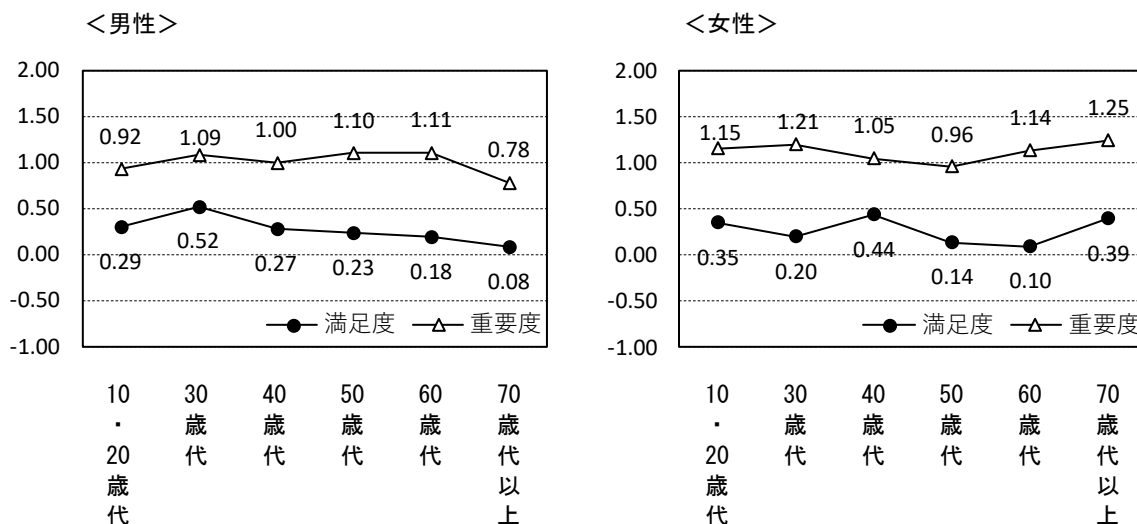 ＜男性＞
2.00
1.50
1.00
0.50
0.00
-0.50
-1.00
0.92
1.09
1.00
1.10
1.11
0.78
0.29
0.52
0.27
0.23
0.18
0.08
満足度
重要度
10・20歳代
30歳代
40歳代
50歳代
60歳代
70歳代以上
＜女性＞
2.00
1.50
1.00
0.50
0.00
-0.50
-1.00
1.15
1.21
1.05
0.96
1.14
1.25
0.35
0.20
0.44
0.14
0.10
0.39
満足度
重要度
10・20歳代
30歳代
40歳代
50歳代
60歳代
70歳代以上